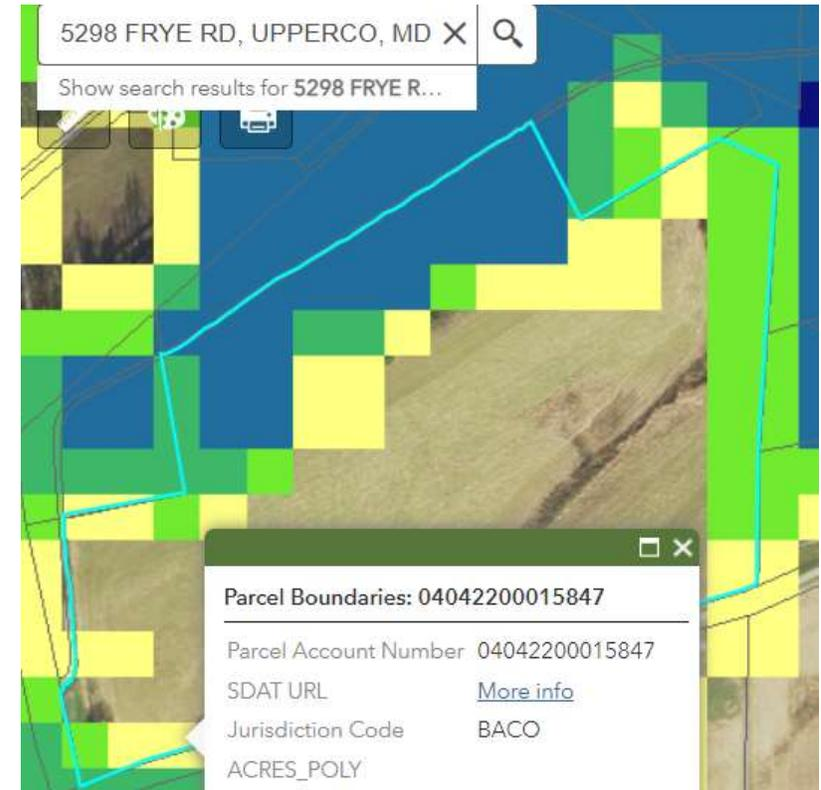 5298 FRYE RD, UPPERCO, MD
Show search results for 5298 FRYE R...
Parcel Boundaries: 04042200015847
Parcel Account Number 04042200015847
SDAT URL More info
Jurisdiction Code BACO
ACRES_POLY